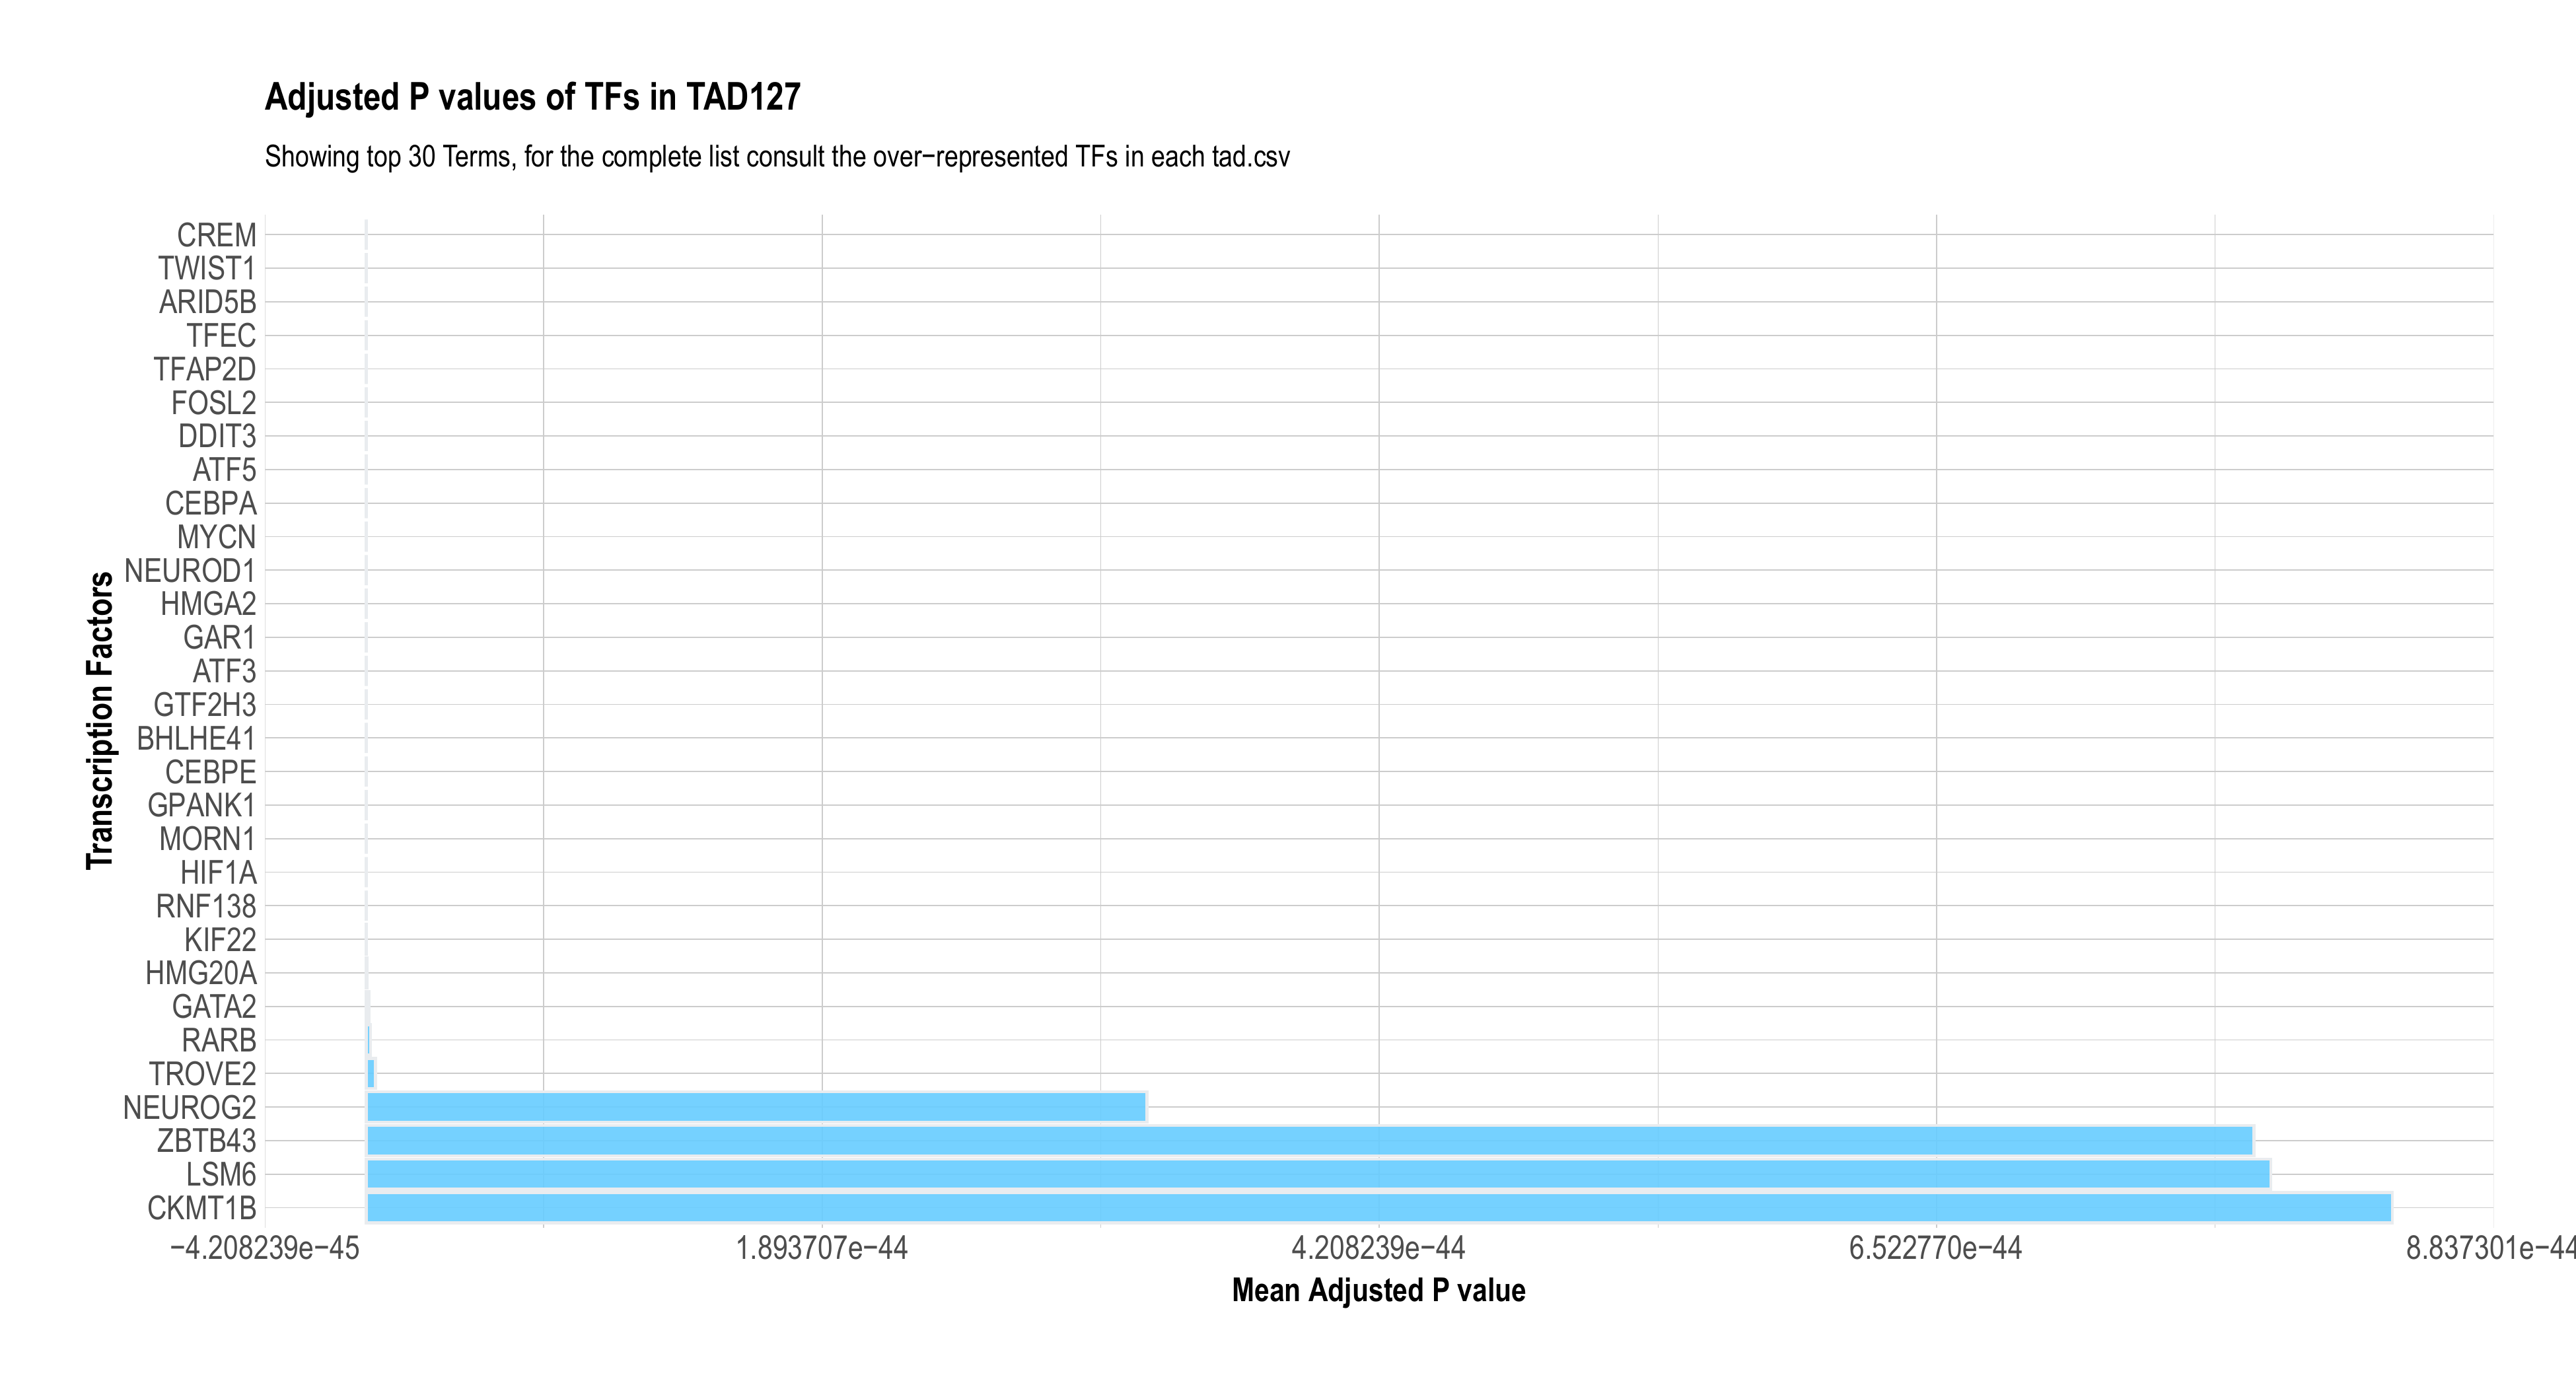 Adjusted P values of TFs in TAD127
Showing top 30 Terms, for the complete list consult the over−represented TFs in each tad.csv
Transcription Factors
CREM
TWIST1
ARID5B
TFEC
TFAP2D
FOSL2
DDIT3
ATF5
CEBPA
MYCN
NEUROD1
HMGA2
GAR1
ATF3
GTF2H3
BHLHE41
CEBPE
GPANK1
MORN1
HIF1A
RNF138
KIF22
HMG20A
GATA2
RARB
TROVE2
NEUROG2
ZBTB43
LSM6
CKMT1B
−4.208239e−45 1.893707e−44 4.208239e−44 6.522770e−44 8.837301e−44
Mean Adjusted P value